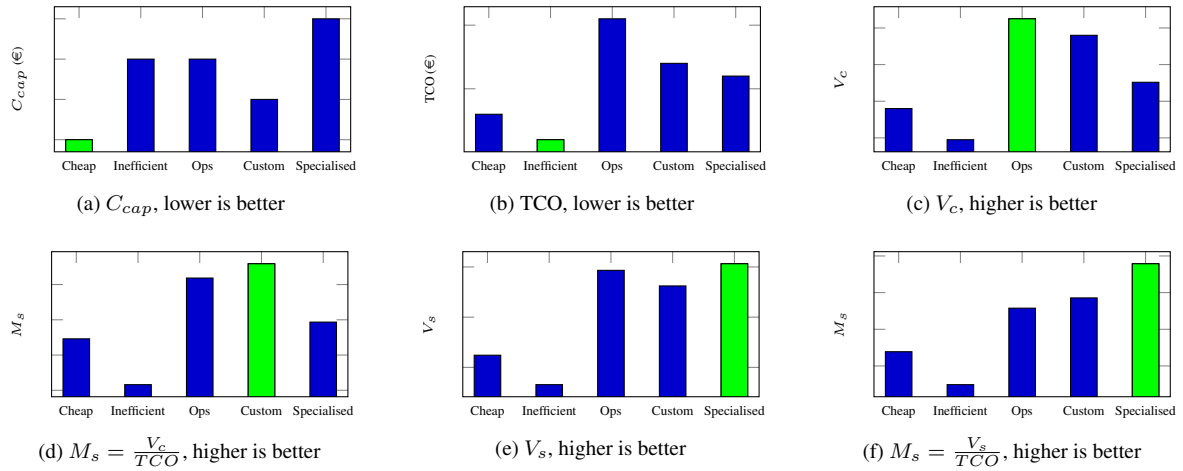 C_cap (€)
Cheap Inefficient Ops Custom Specialised
(a) C_cap, lower is better
TCO (€)
Cheap Inefficient Ops Custom Specialised
(b) TCO, lower is better
V_c
Cheap Inefficient Ops Custom Specialised
(c) V_c, higher is better
M_s
Cheap Inefficient Ops Custom Specialised
(d) M_s = V_c/TCO, higher is better
V_s
Cheap Inefficient Ops Custom Specialised
(e) V_s, higher is better
M_s
Cheap Inefficient Ops Custom Specialised
(f) M_s = V_s/TCO, higher is better